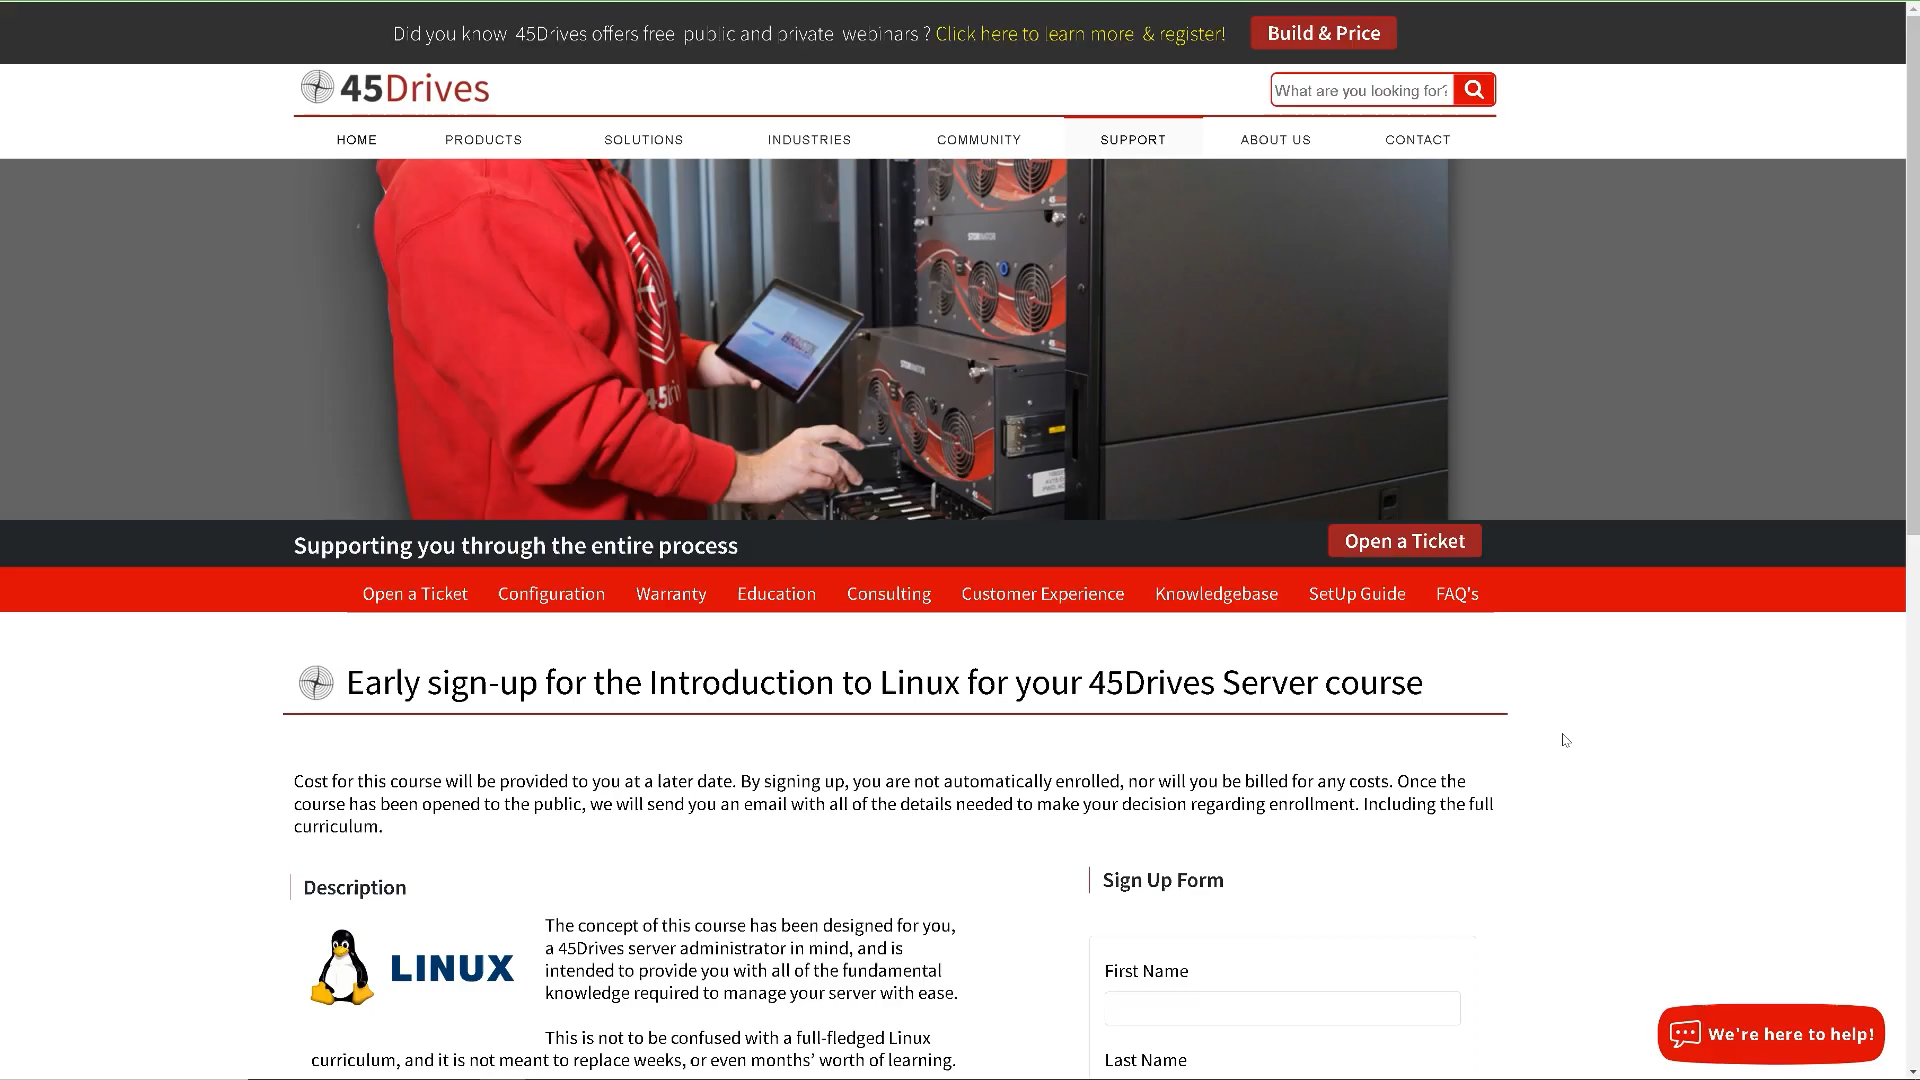 Did you know 45Drives offers free public and private webinars ? Click here to learn more & register!
Build & Price
45Drives
What are you looking for?
HOME
PRODUCTS
SOLUTIONS
INDUSTRIES
COMMUNITY
SUPPORT
ABOUT US
CONTACT
STORINATOR
STORINATOR
Supporting you through the entire process
Open a Ticket
Open a Ticket
Configuration
Warranty
Education
Consulting
Customer Experience
Knowledgebase
SetUp Guide
FAQ's
Early sign-up for the Introduction to Linux for your 45Drives Server course
Cost for this course will be provided to you at a later date. By signing up, you are not automatically enrolled, nor will you be billed for any costs. Once the
course has been opened to the public, we will send you an email with all of the details needed to make your decision regarding enrollment. Including the full
curriculum.
Description
LINUX
The concept of this course has been designed for you,
a 45Drives server administrator in mind, and is
intended to provide you with all of the fundamental
knowledge required to manage your server with ease.
This is not to be confused with a full-fledged Linux
curriculum, and it is not meant to replace weeks, or even months’ worth of learning.
Sign Up Form
First Name
Last Name
We're here to help!